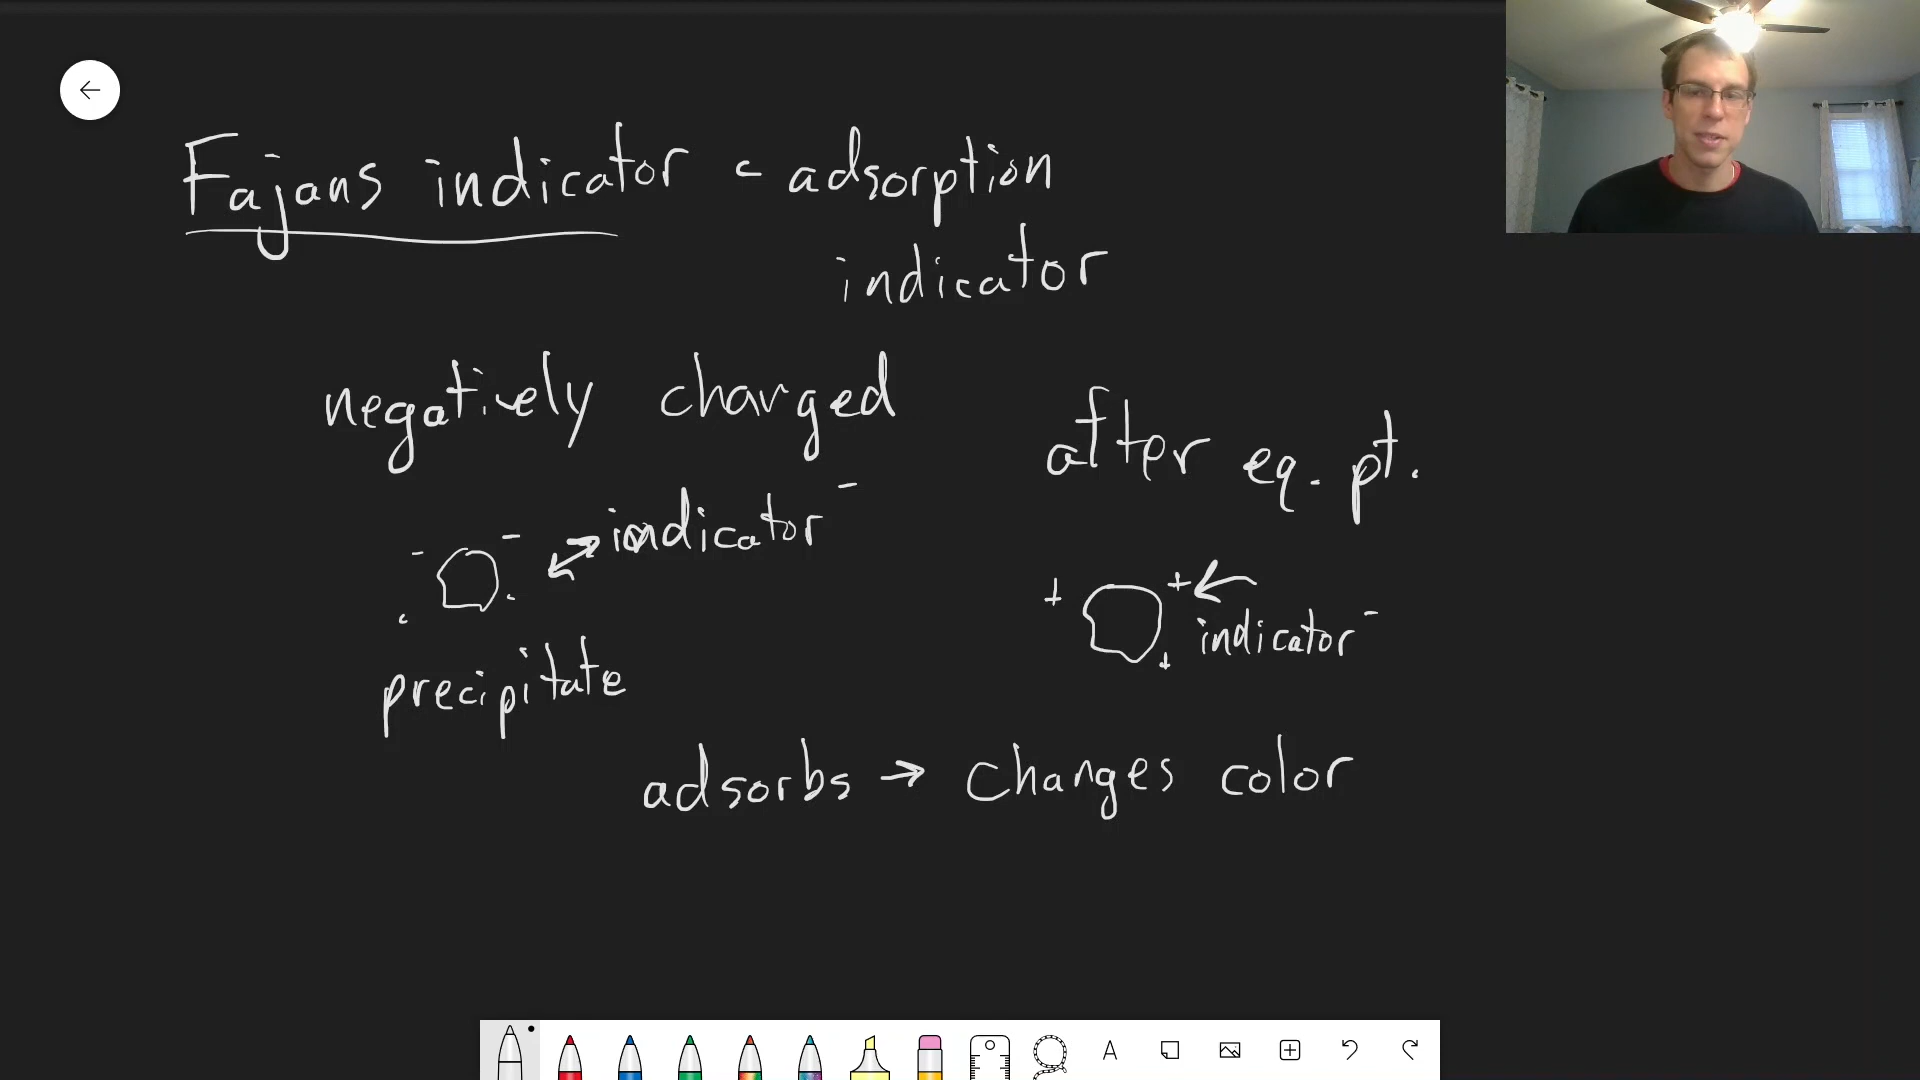 Fajans indicator - adsorption
indicator
negatively charged
after eq. pt.
- - indicator -
+ + indicator -
+
precipitate
adsorbs → changes color
A